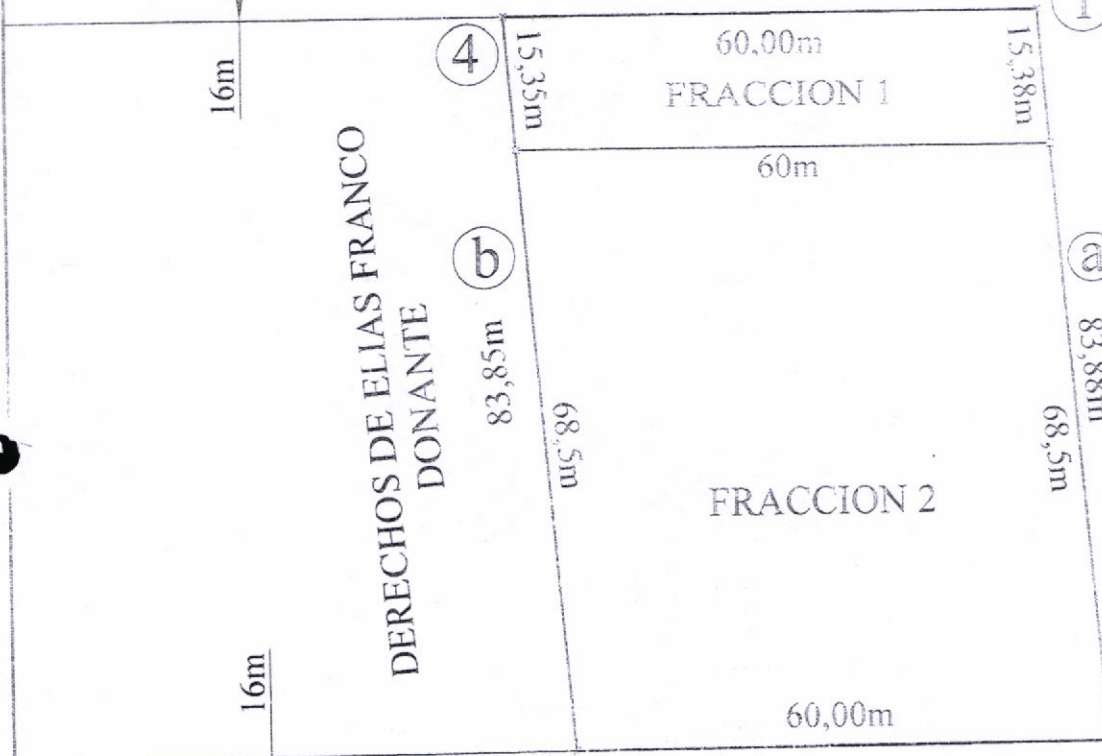 1
16m
4
15,35m
60,00m
15,38m
FRACCION 1
60m
DERECHOS DE ELIAS FRANCO
DONANTE
b
83,85m
a
83,88m
68,5m
68,5m
FRACCION 2
16m
60,00m